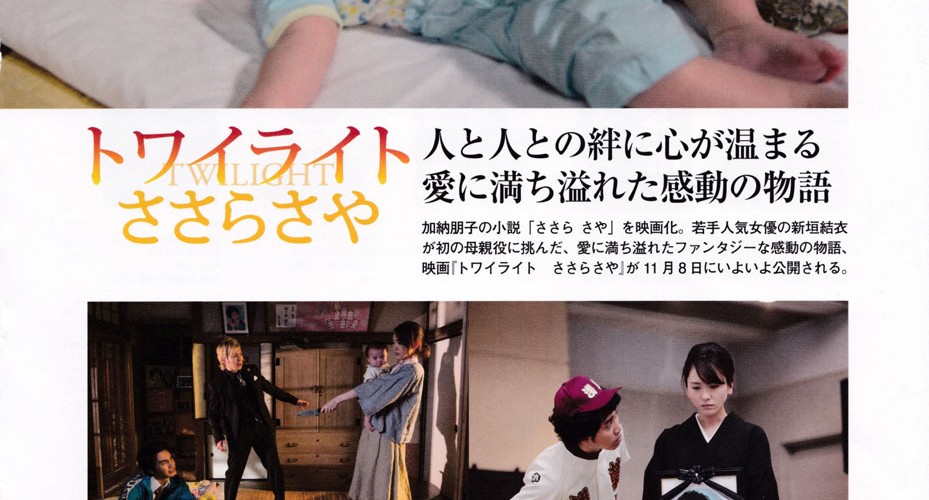 トワイライト
TWILIGHT
ささらさや
人と人との絆に心が温まる
愛に満ち溢れた感動の物語
加納朋子の小説「ささら さや」を映画化。若手人気女優の新垣結衣
が初の母親役に挑んだ、愛に満ち溢れたファンタジーな感動の物語、
映画『トワイライト　ささらさや』が 11 月 8 日にいよいよ公開される。